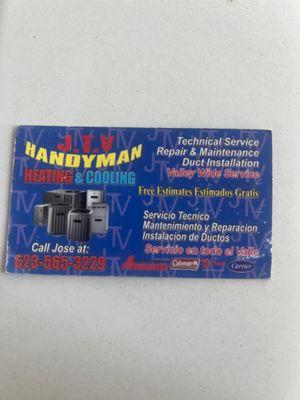 J.T.V
HANDYMAN
HEATING & COOLING
Call Jose at:
623-565-3229
Technical Service
Repair & Maintenance
Duct Installation
Valley Wide Service
Free Estimates Estimados Gratis
Servicio Tecnico
Mantenimiento y Reparacion
Instalacion de Ductos
Servicio en todo el Valle
Coleman
Carrier